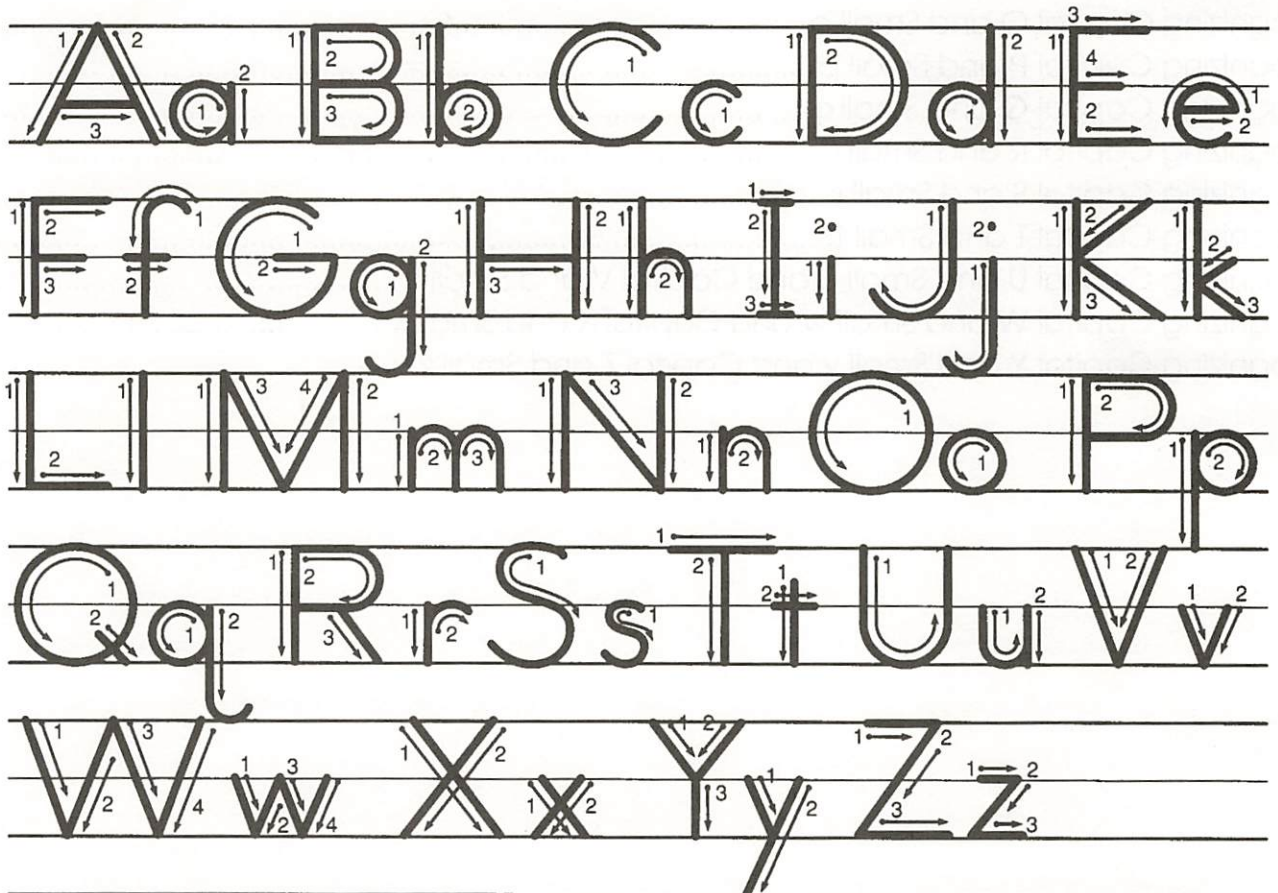 Aa Bb Cc Dd Ee
Ff Gg Hh Ii Jj Kk
Ll Mm Nn Oo Pp
Qq Rr Ss Tt Uu Vv
Ww Xx Yy Zz